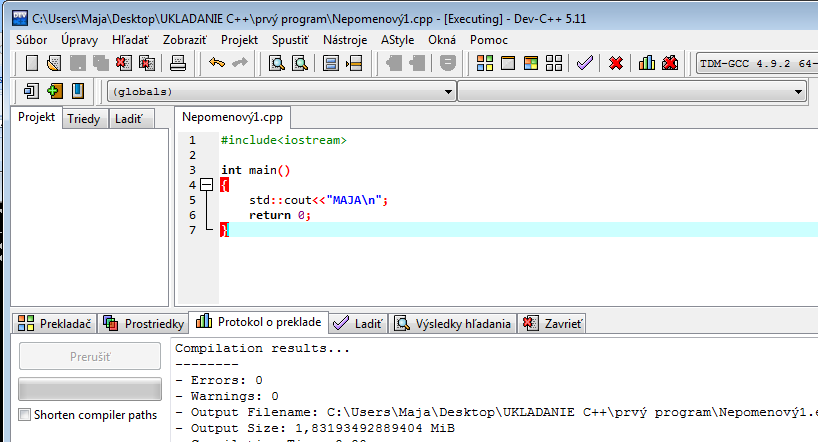 C:\Users\Maja\Desktop\UKLADANIE C++\prvý program\Nepomenový1.cpp - [Executing] - Dev-C++ 5.11
Súbor Úpravy Hľadať Zobraziť Projekt Spustiť Nástroje AStyle Okná Pomoc
TDM-GCC 4.9.2 64-
(globals)
Projekt Triedy Ladiť
Nepomenový1.cpp
1 #include<iostream>
2
3 int main()
4 {
5 std::cout<<"MAJA\n";
6 return 0;
7 }
Prekladač Prostriedky Protokol o preklade Ladiť Výsledky hľadania Zavrieť
Prerušiť
Shorten compiler paths
Compilation results...
--------
- Errors: 0
- Warnings: 0
- Output Filename: C:\Users\Maja\Desktop\UKLADANIE C++\prvý program\Nepomenový1.e
- Output Size: 1,83193492889404 MiB